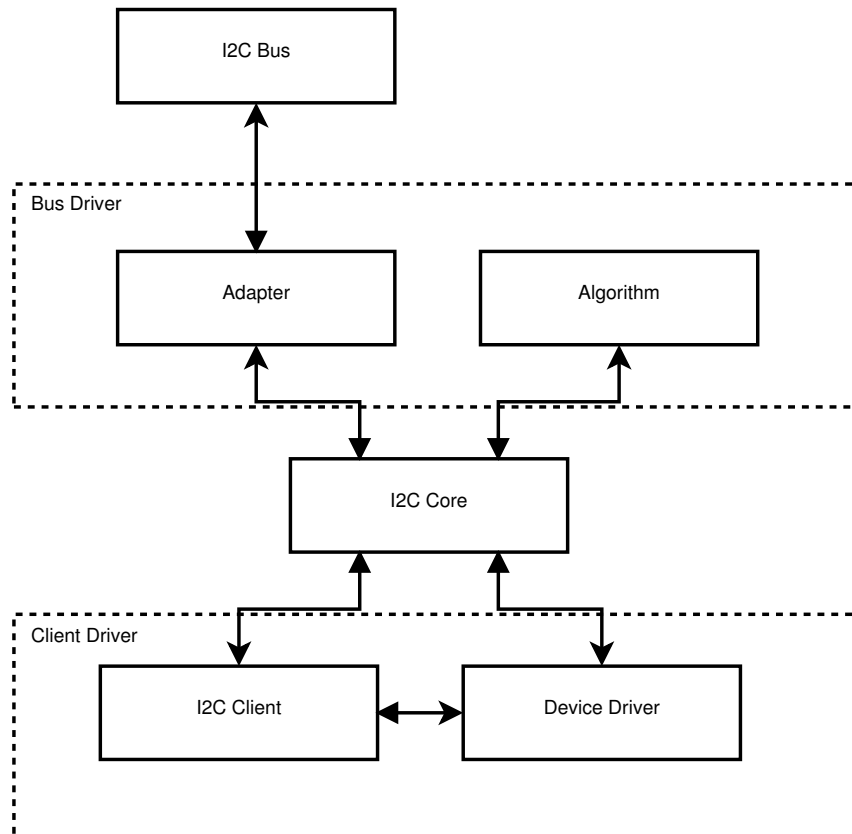 I2C Bus
Bus Driver
Adapter
Algorithm
I2C Core
Client Driver
I2C Client
Device Driver